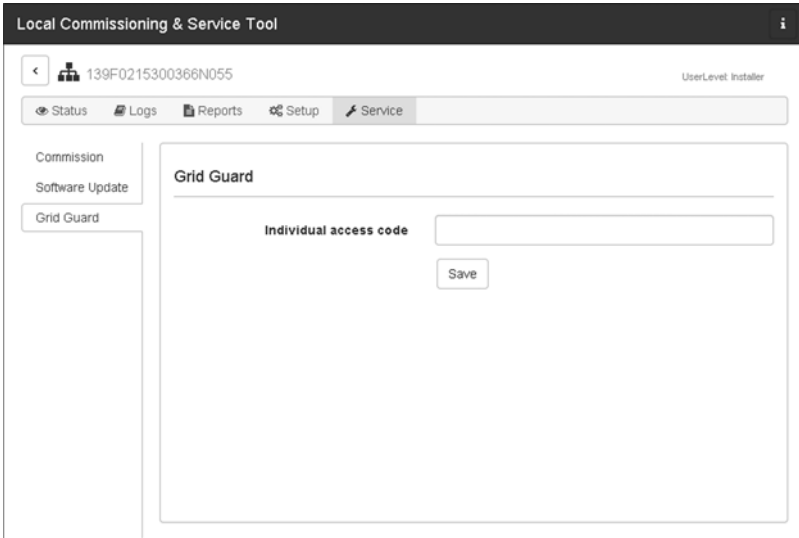 Local Commissioning & Service Tool
139F0215300366N055
UserLevel: Installer
Status Logs Reports Setup Service
Commission
Software Update
Grid Guard
Grid Guard
Individual access code
Save